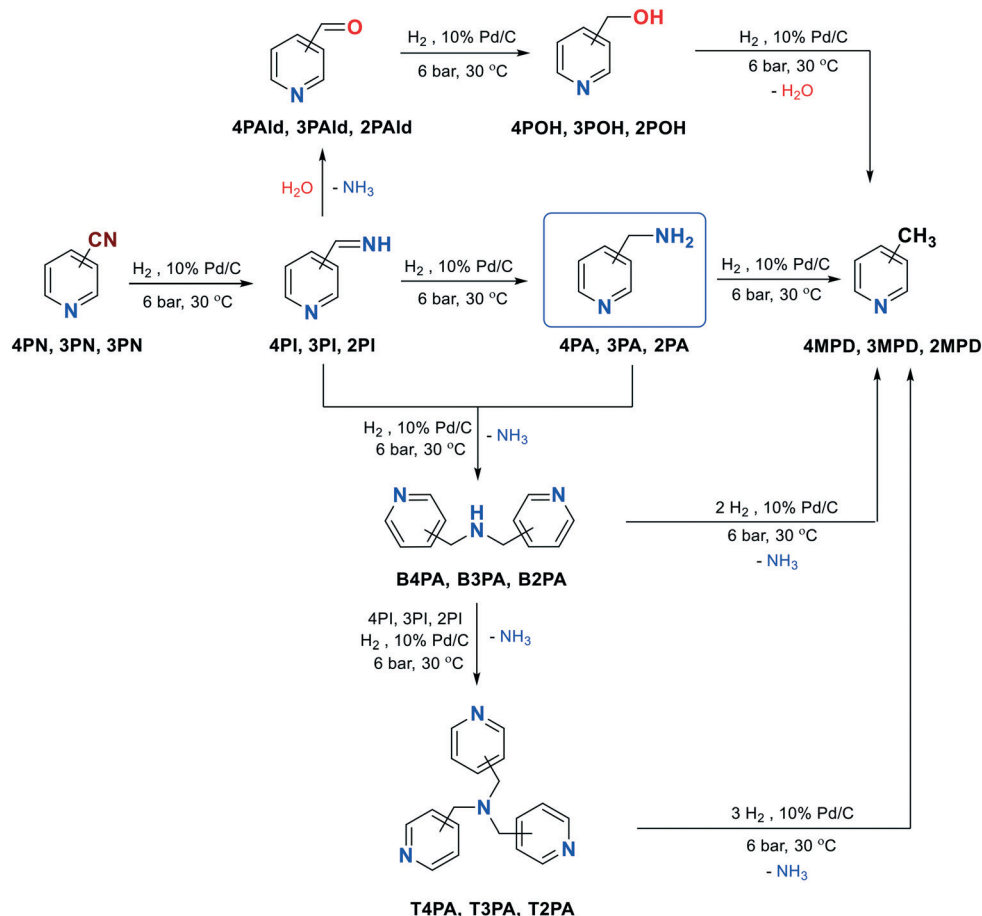 O
N
4PAld, 3PAld, 2PAld
H₂ , 10% Pd/C
6 bar, 30 °C
OH
N
4POH, 3POH, 2POH
H₂ , 10% Pd/C
6 bar, 30 °C
- H₂O
H₂O - NH₃
CN
N
4PN, 3PN, 3PN
H₂ , 10% Pd/C
6 bar, 30 °C
NH
N
4PI, 3PI, 2PI
H₂ , 10% Pd/C
6 bar, 30 °C
NH₂
N
4PA, 3PA, 2PA
H₂ , 10% Pd/C
6 bar, 30 °C
CH₃
N
4MPD, 3MPD, 2MPD
H₂ , 10% Pd/C
6 bar, 30 °C
- NH₃
N
H
N
N
B4PA, B3PA, B2PA
2 H₂ , 10% Pd/C
6 bar, 30 °C
- NH₃
4PI, 3PI, 2PI
H₂ , 10% Pd/C
6 bar, 30 °C
- NH₃
N
N
N
N
T4PA, T3PA, T2PA
3 H₂ , 10% Pd/C
6 bar, 30 °C
- NH₃